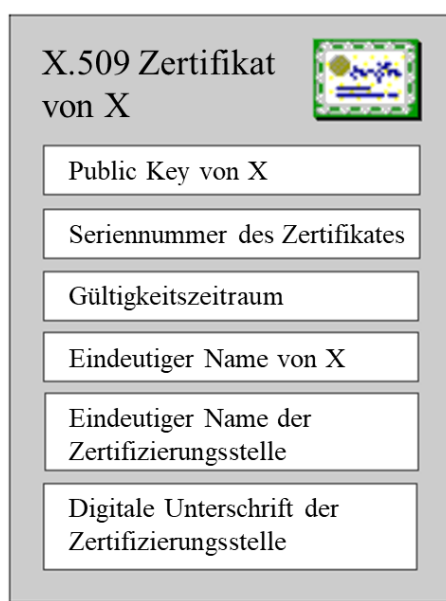 X.509 Zertifikat
von X
Public Key von X
Seriennummer des Zertifikates
Gültigkeitszeitraum
Eindeutiger Name von X
Eindeutiger Name der
Zertifizierungsstelle
Digitale Unterschrift der
Zertifizierungsstelle